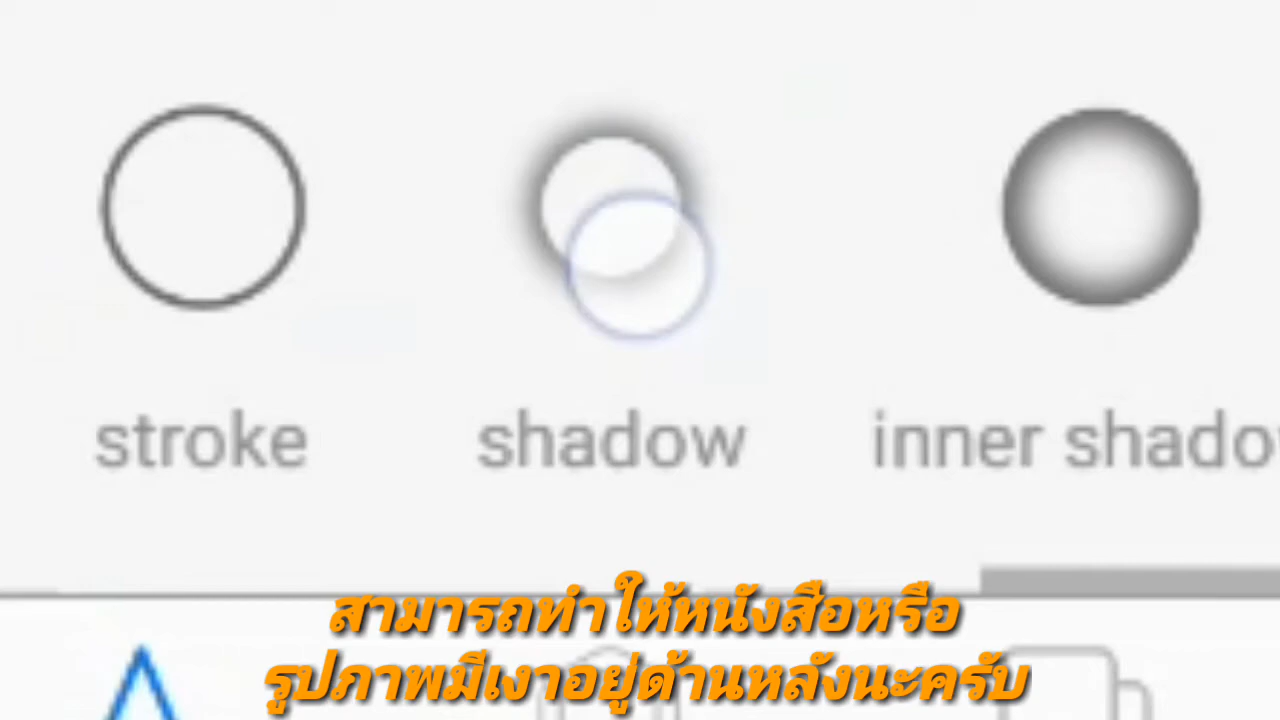 stroke shadow inner shadow
สามารถทำให้หนังสือหรือ
รูปภาพมีเงาอยู่ด้านหลังนะครับ